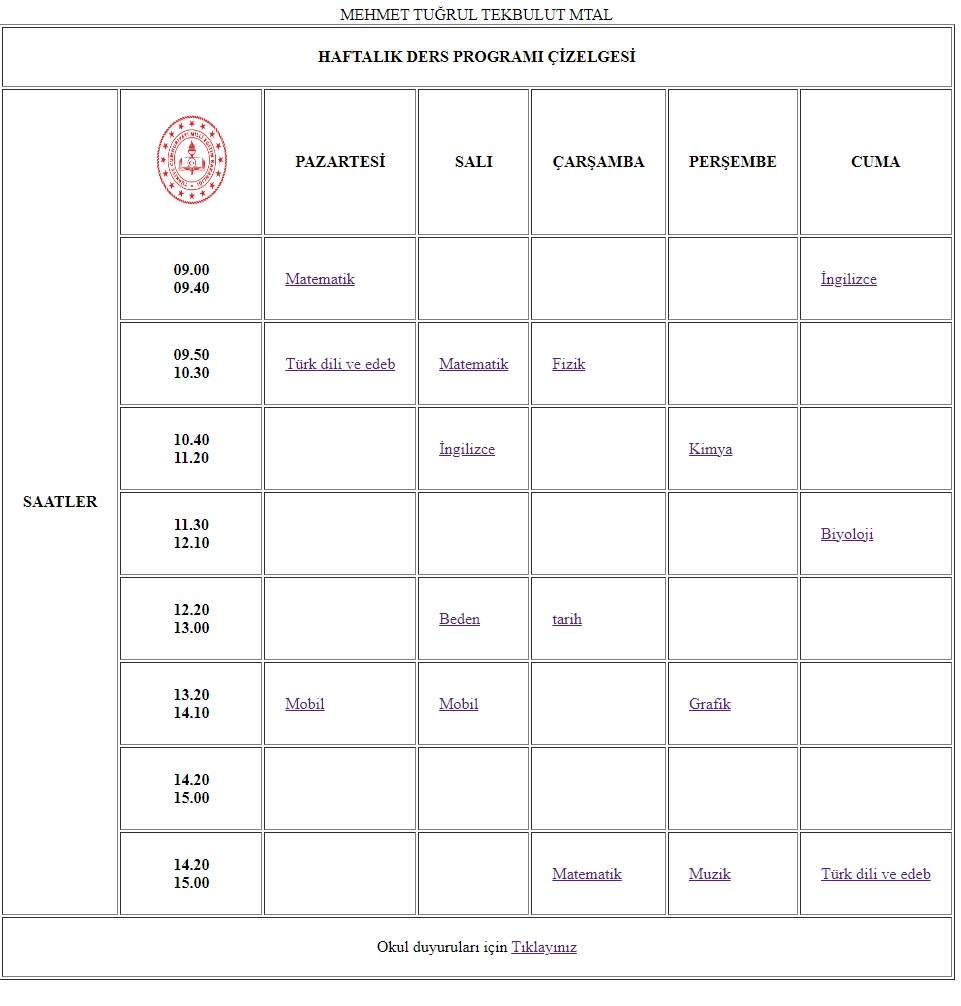 MEHMET TUĞRUL TEKBULUT MTAL
HAFTALIK DERS PROGRAMI ÇİZELGESİ
PAZARTESİ SALI ÇARŞAMBA PERŞEMBE CUMA
SAATLER
09.00
09.40
Matematik İngilizce
09.50
10.30
Türk dili ve edeb Matematik Fizik
10.40
11.20
İngilizce Kimya
11.30
12.10
Biyoloji
12.20
13.00
Beden tarih
13.20
14.10
Mobil Mobil Grafik
14.20
15.00
14.20
15.00
Matematik Muzik Türk dili ve edeb
Okul duyuruları için Tıklayınız